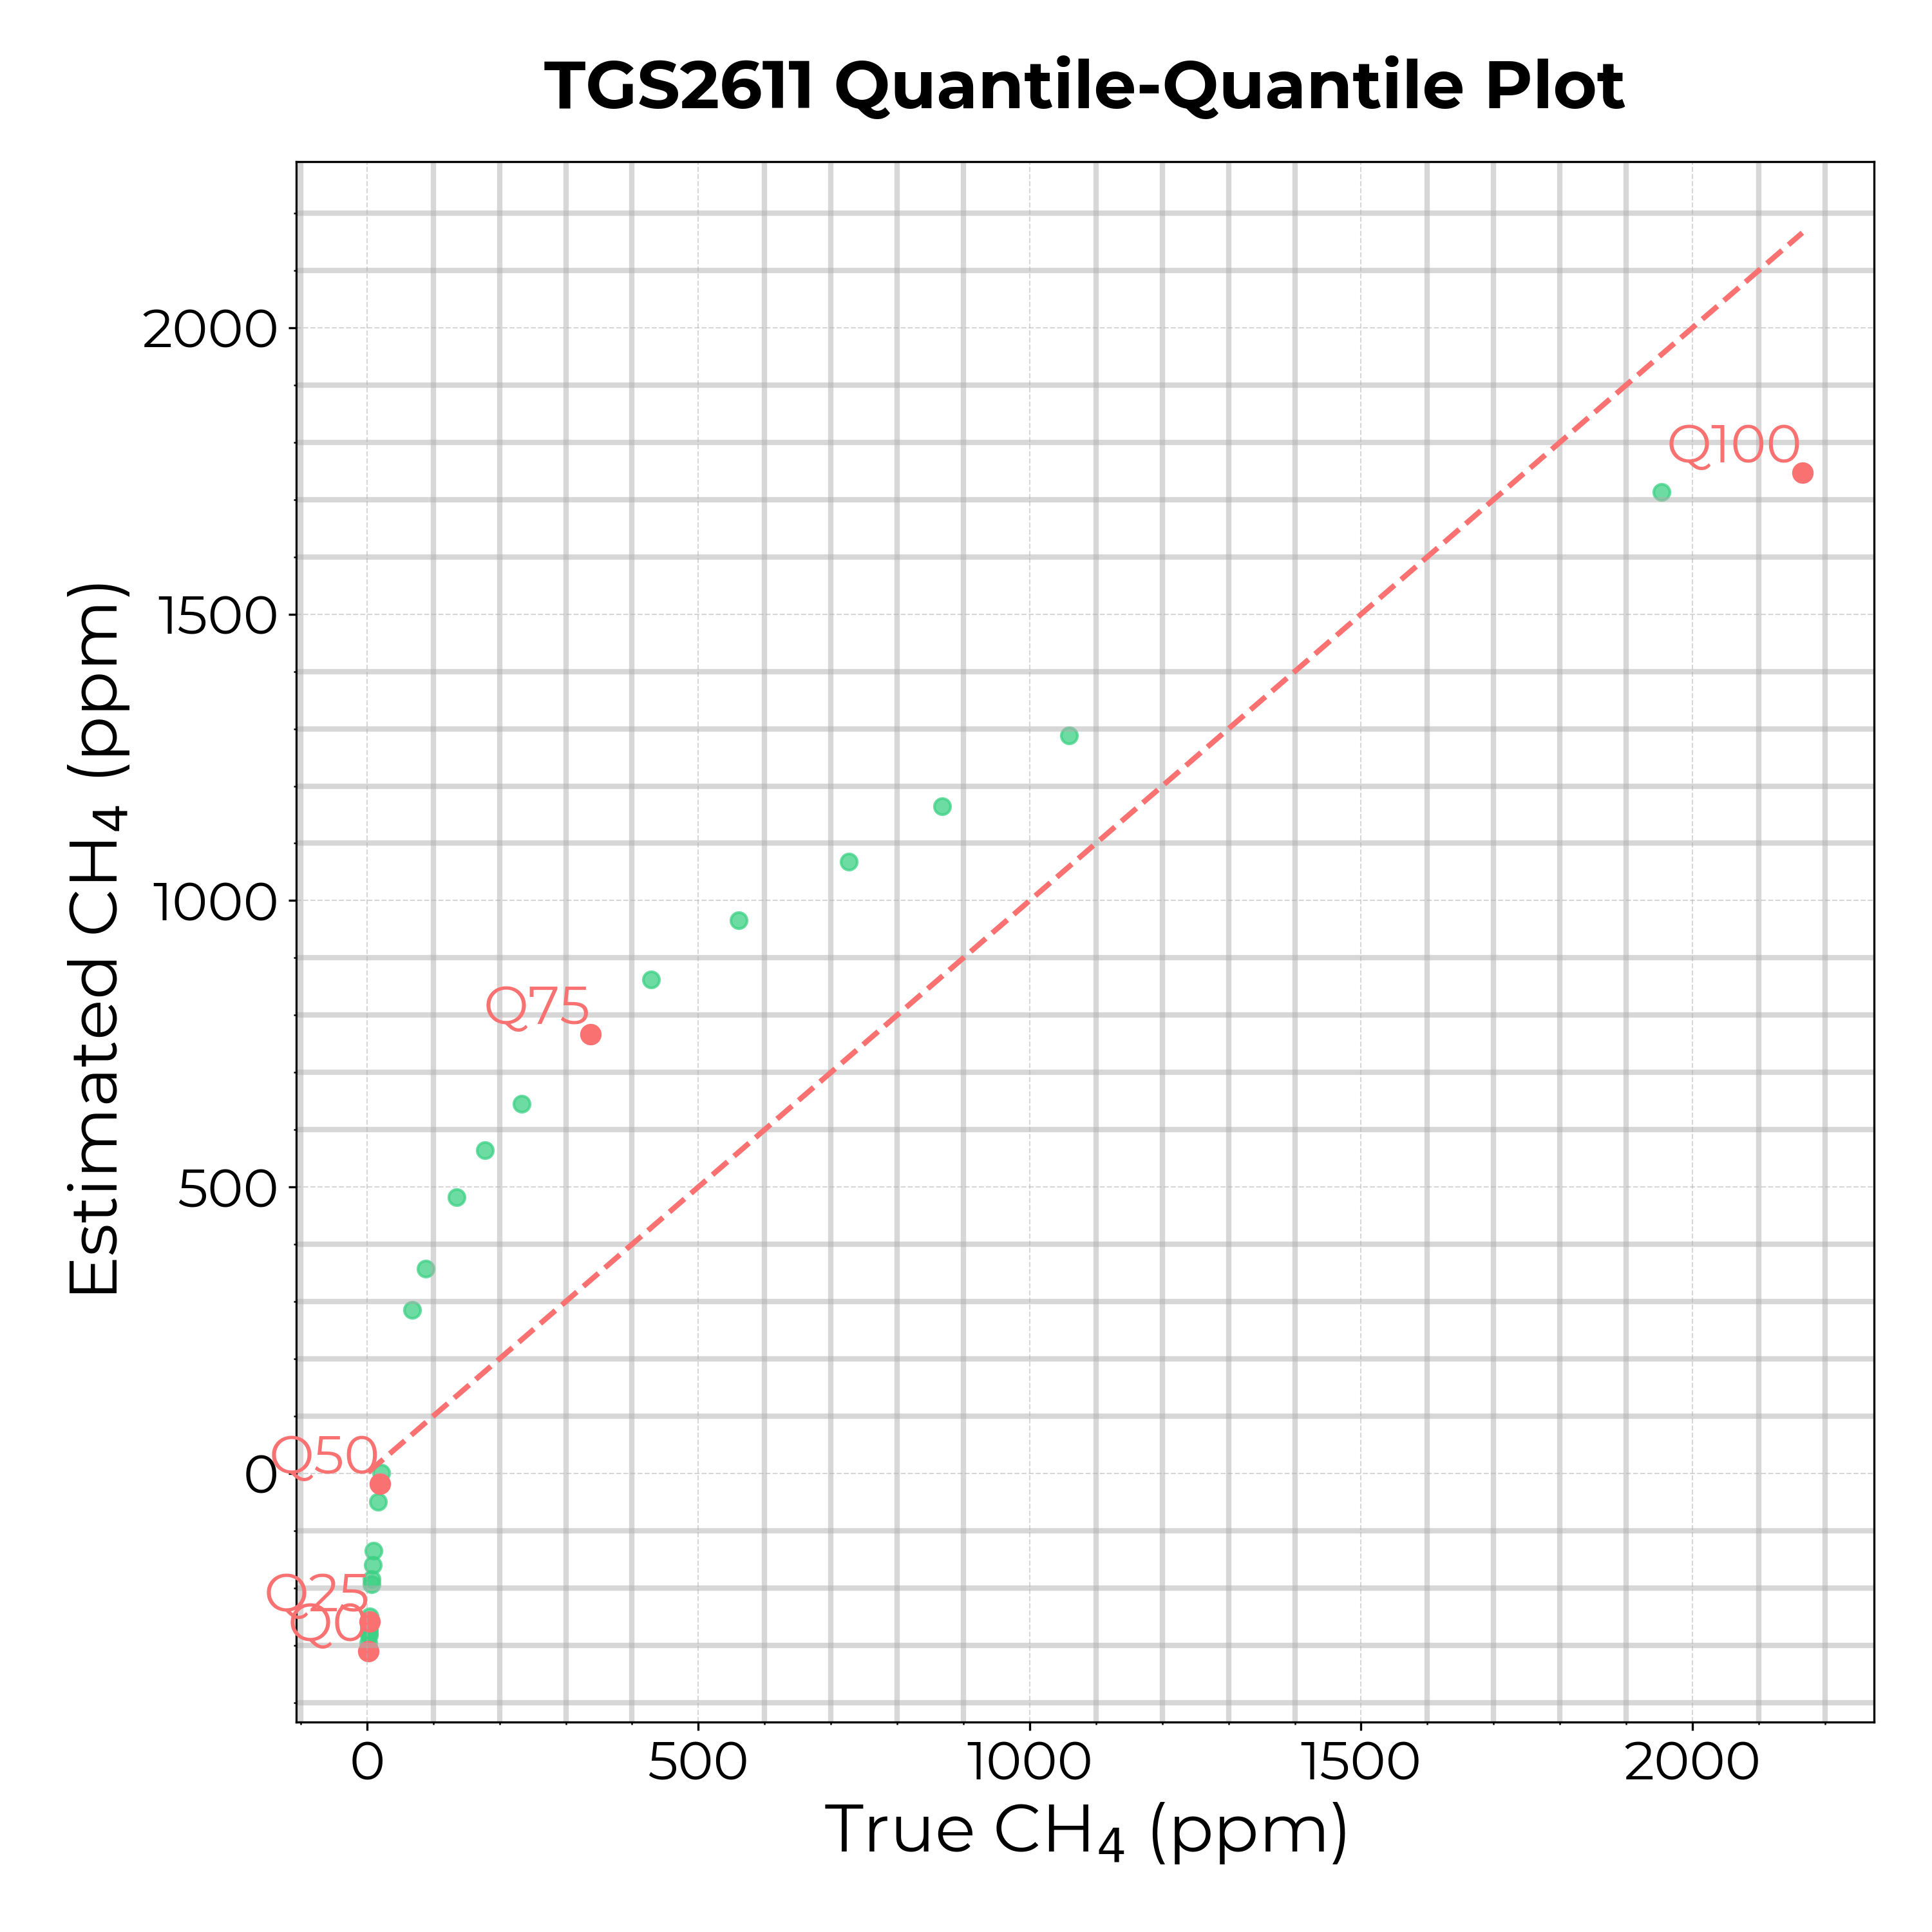 TGS2611 Quantile-Quantile Plot
Estimated CH₄ (ppm)
2000
1500
1000
500
0
Q100
Q75
Q50
Q25
Q0
0 500 1000 1500 2000
True CH₄ (ppm)